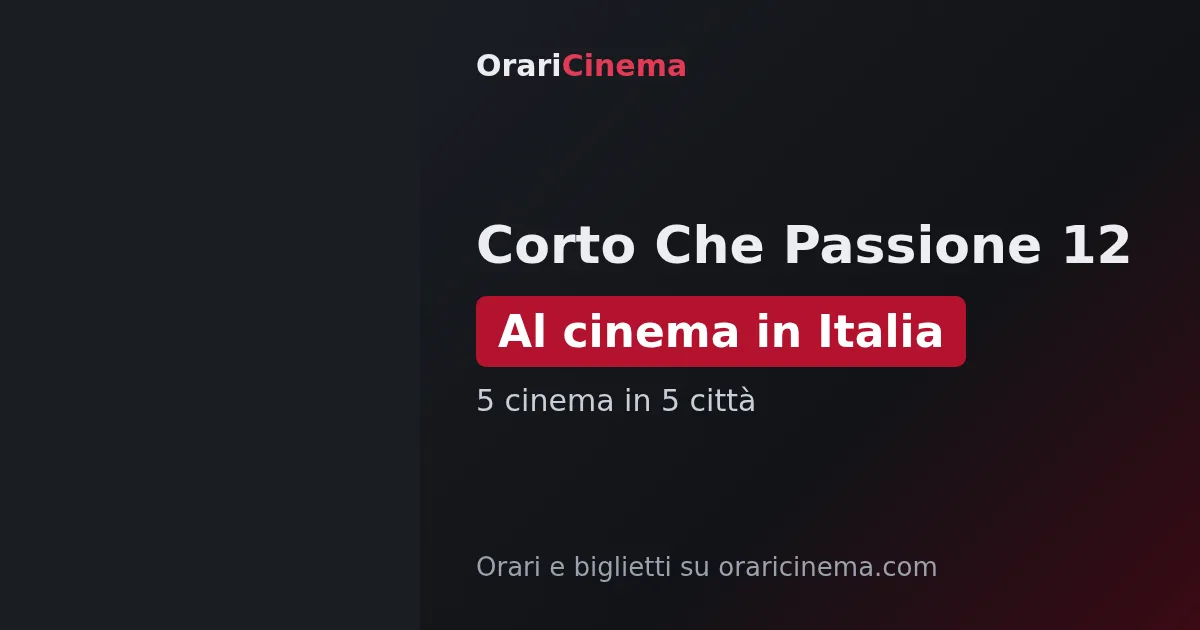 OrariCinema
Corto Che Passione 12
Al cinema in Italia
5 cinema in 5 città
Orari e biglietti su oraricinema.com